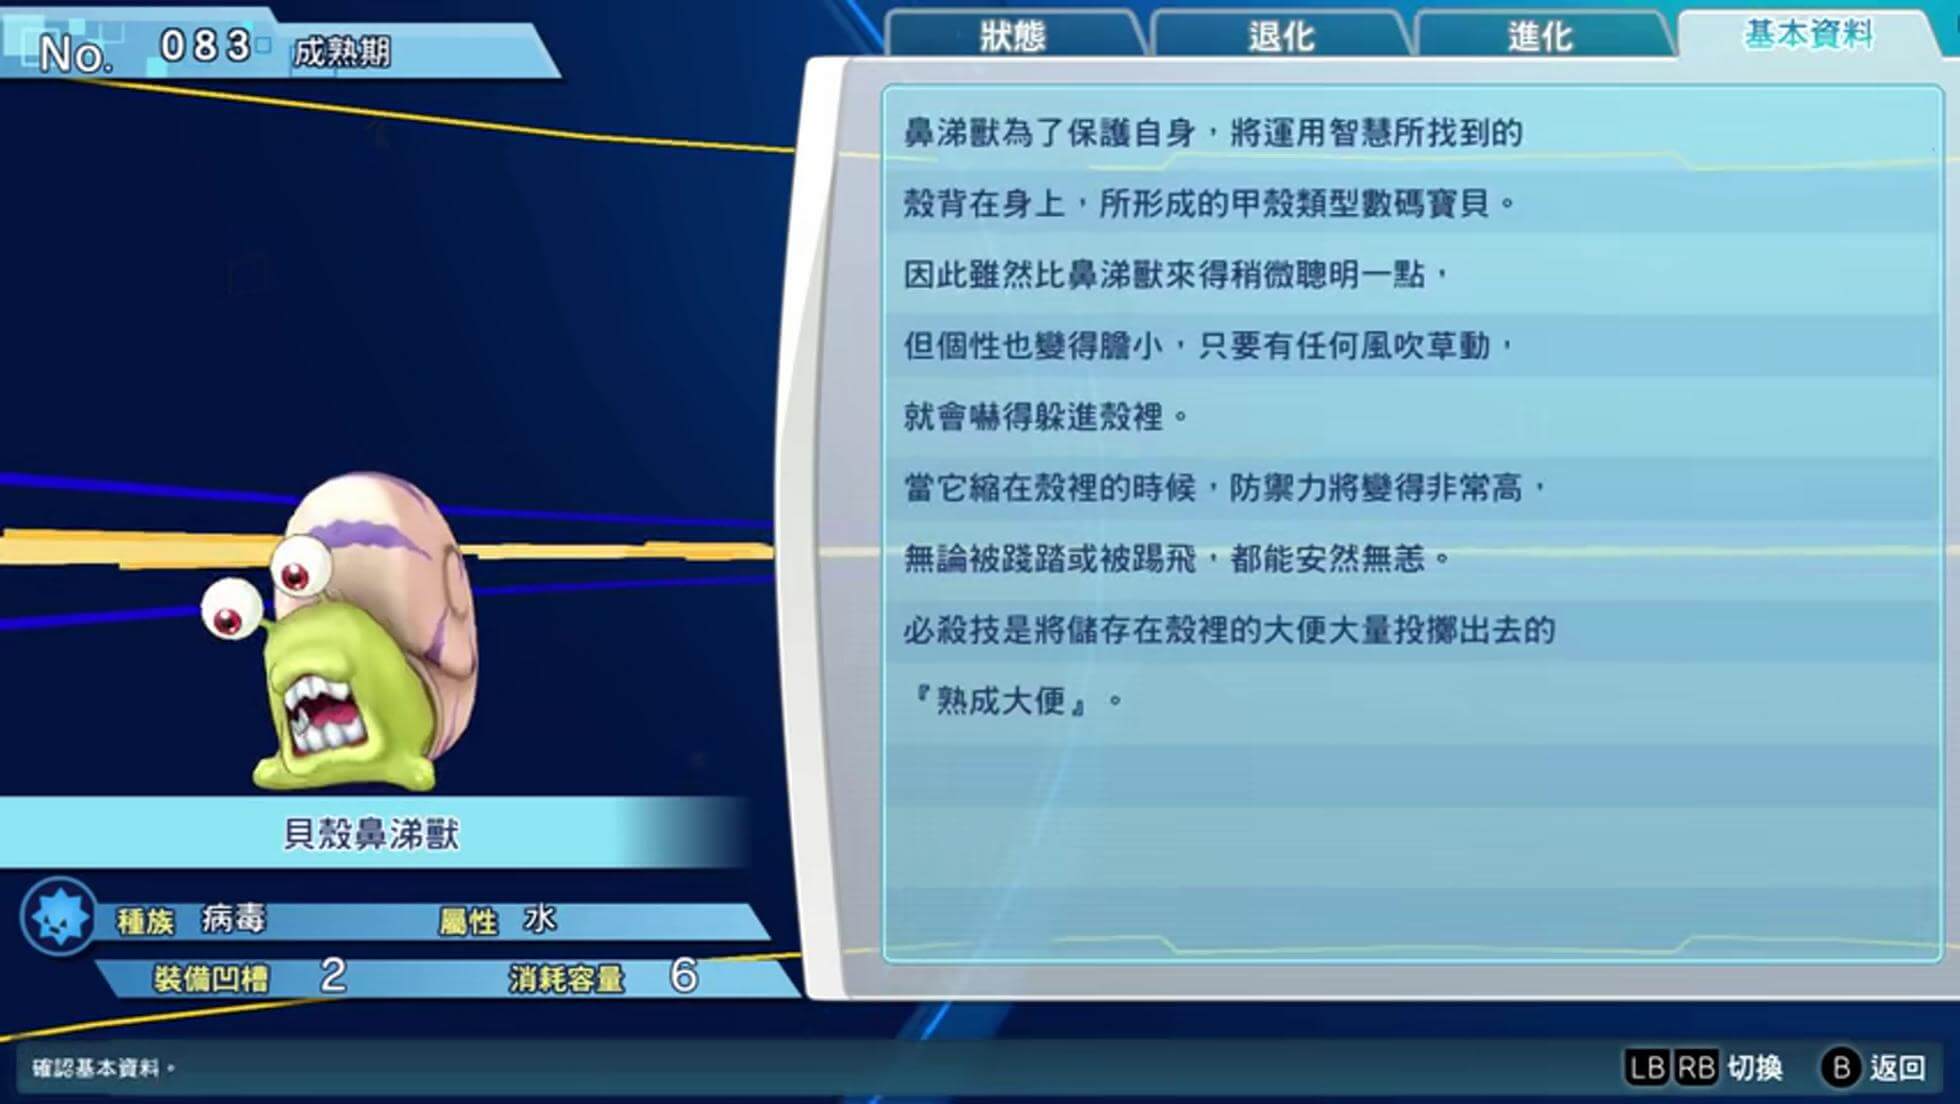 No. 083 成熟期
狀態 退化 進化 基本資料
鼻涕獸為了保護自身，將運用智慧所找到的
殼背在身上，所形成的甲殼類型數碼寶貝。
因此雖然比鼻涕獸來得稍微聰明一點，
但個性也變得膽小，只要有任何風吹草動，
就會嚇得躲進殼裡。
當它縮在殼裡的時候，防禦力將變得非常高，
無論被踐踏或被踢飛，都能安然無恙。
必殺技是將儲存在殼裡的大便大量投擲出去的
『熟成大便』。
貝殼鼻涕獸
種族 病毒 屬性 水
裝備凹槽 2 消耗容量 6
確認基本資料。
LB RB 切換 B 返回